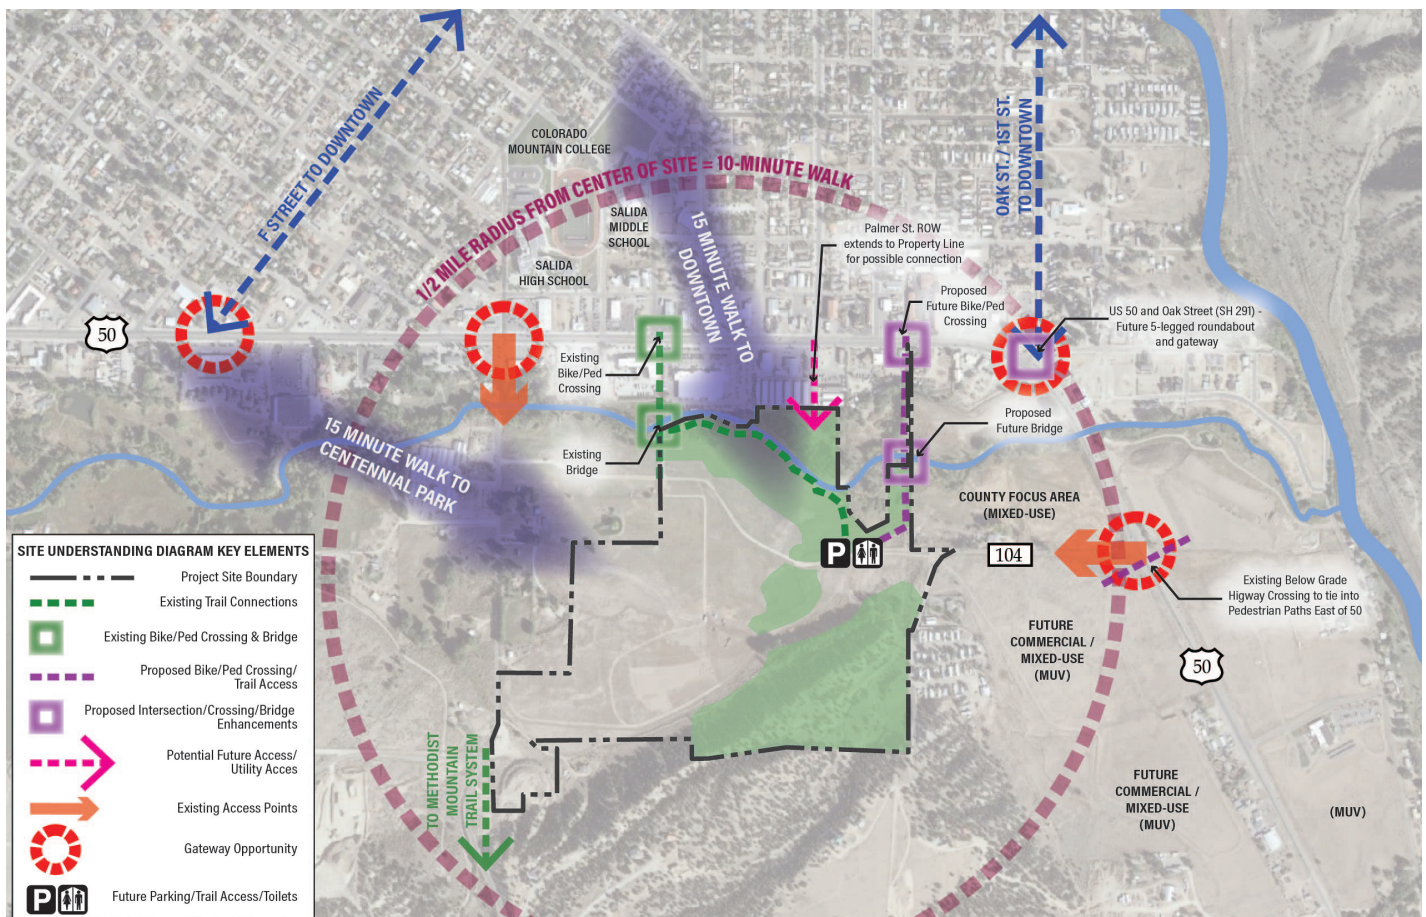 F STREET TO DOWNTOWN
COLORADO
MOUNTAIN COLLEGE
1/2 MILE RADIUS FROM CENTER OF SITE = 10-MINUTE WALK
OAK ST. / 1ST ST.
TO DOWNTOWN
SALIDA
MIDDLE
SCHOOL
SALIDA
HIGH SCHOOL
15 MINUTE WALK TO
DOWNTOWN
Palmer St. ROW
extends to Property Line
for possible connection
Proposed
Future Bike/Ped
Crossing
US 50 and Oak Street (SH 291) -
Future 5-legged roundabout
and gateway
50
Existing
Bike/Ped
Crossing
Existing
Bridge
Proposed
Future Bridge
15 MINUTE WALK TO
CENTENNIAL PARK
COUNTY FOCUS AREA
(MIXED-USE)
P
104
Existing Below Grade
Higway Crossing to tie into
Pedestrian Paths East of 50
FUTURE
COMMERCIAL /
MIXED-USE
(MUV)
50
TO METHODIST
MOUNTAIN
TRAIL SYSTEM
FUTURE
COMMERCIAL /
MIXED-USE
(MUV)
(MUV)
SITE UNDERSTANDING DIAGRAM KEY ELEMENTS
Project Site Boundary
Existing Trail Connections
Existing Bike/Ped Crossing & Bridge
Proposed Bike/Ped Crossing/
Trail Access
Proposed Intersection/Crossing/Bridge
Enhancements
Potential Future Access/
Utility Acces
Existing Access Points
Gateway Opportunity
P
Future Parking/Trail Access/Toilets